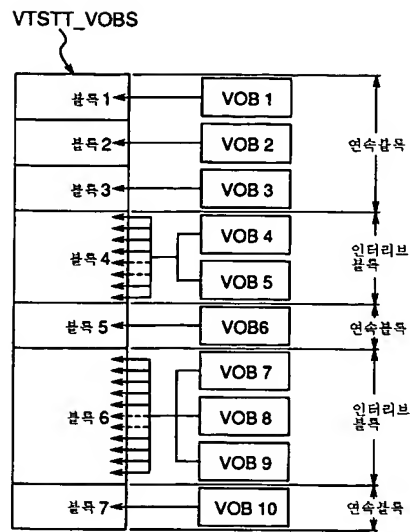 VTSTT_VOBS
블록1
VOB 1
블록2
VOB 2
블록3
VOB 3
연속블록
블록4
VOB 4
VOB 5
인터리브
블록
블록5
VOB6
연속블록
블록6
VOB 7
VOB 8
VOB 9
인터리브
블록
블록7
VOB 10
연속블록